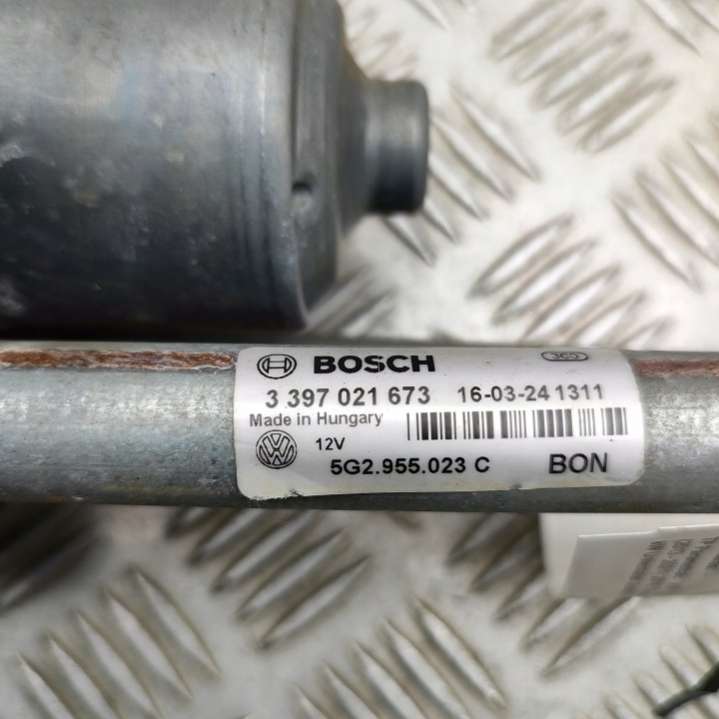 BOSCH
3 397 021 673 16-03-24 1311
Made in Hungary
12V
5G2.955.023 C BON